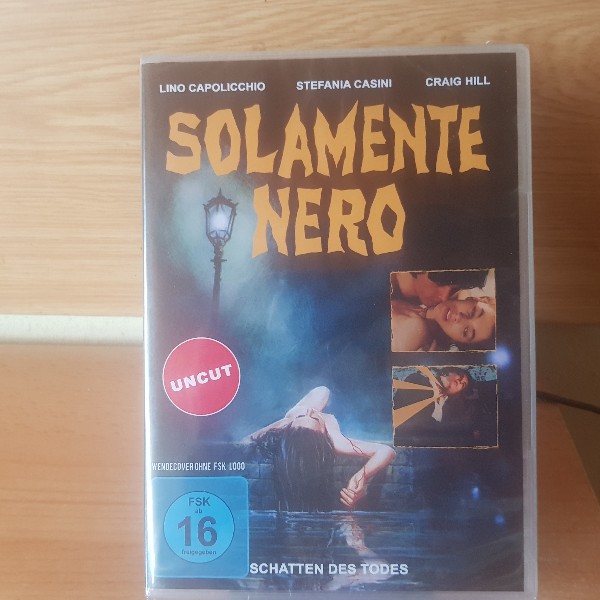 LINO CAPOLICCHIO STEFANIA CASINI CRAIG HILL
SOLAMENTE
NERO
UNCUT
WENDECOVER OHNE FSK LOGO
FSK
ab
16
freigegeben
SCHATTEN DES TODES